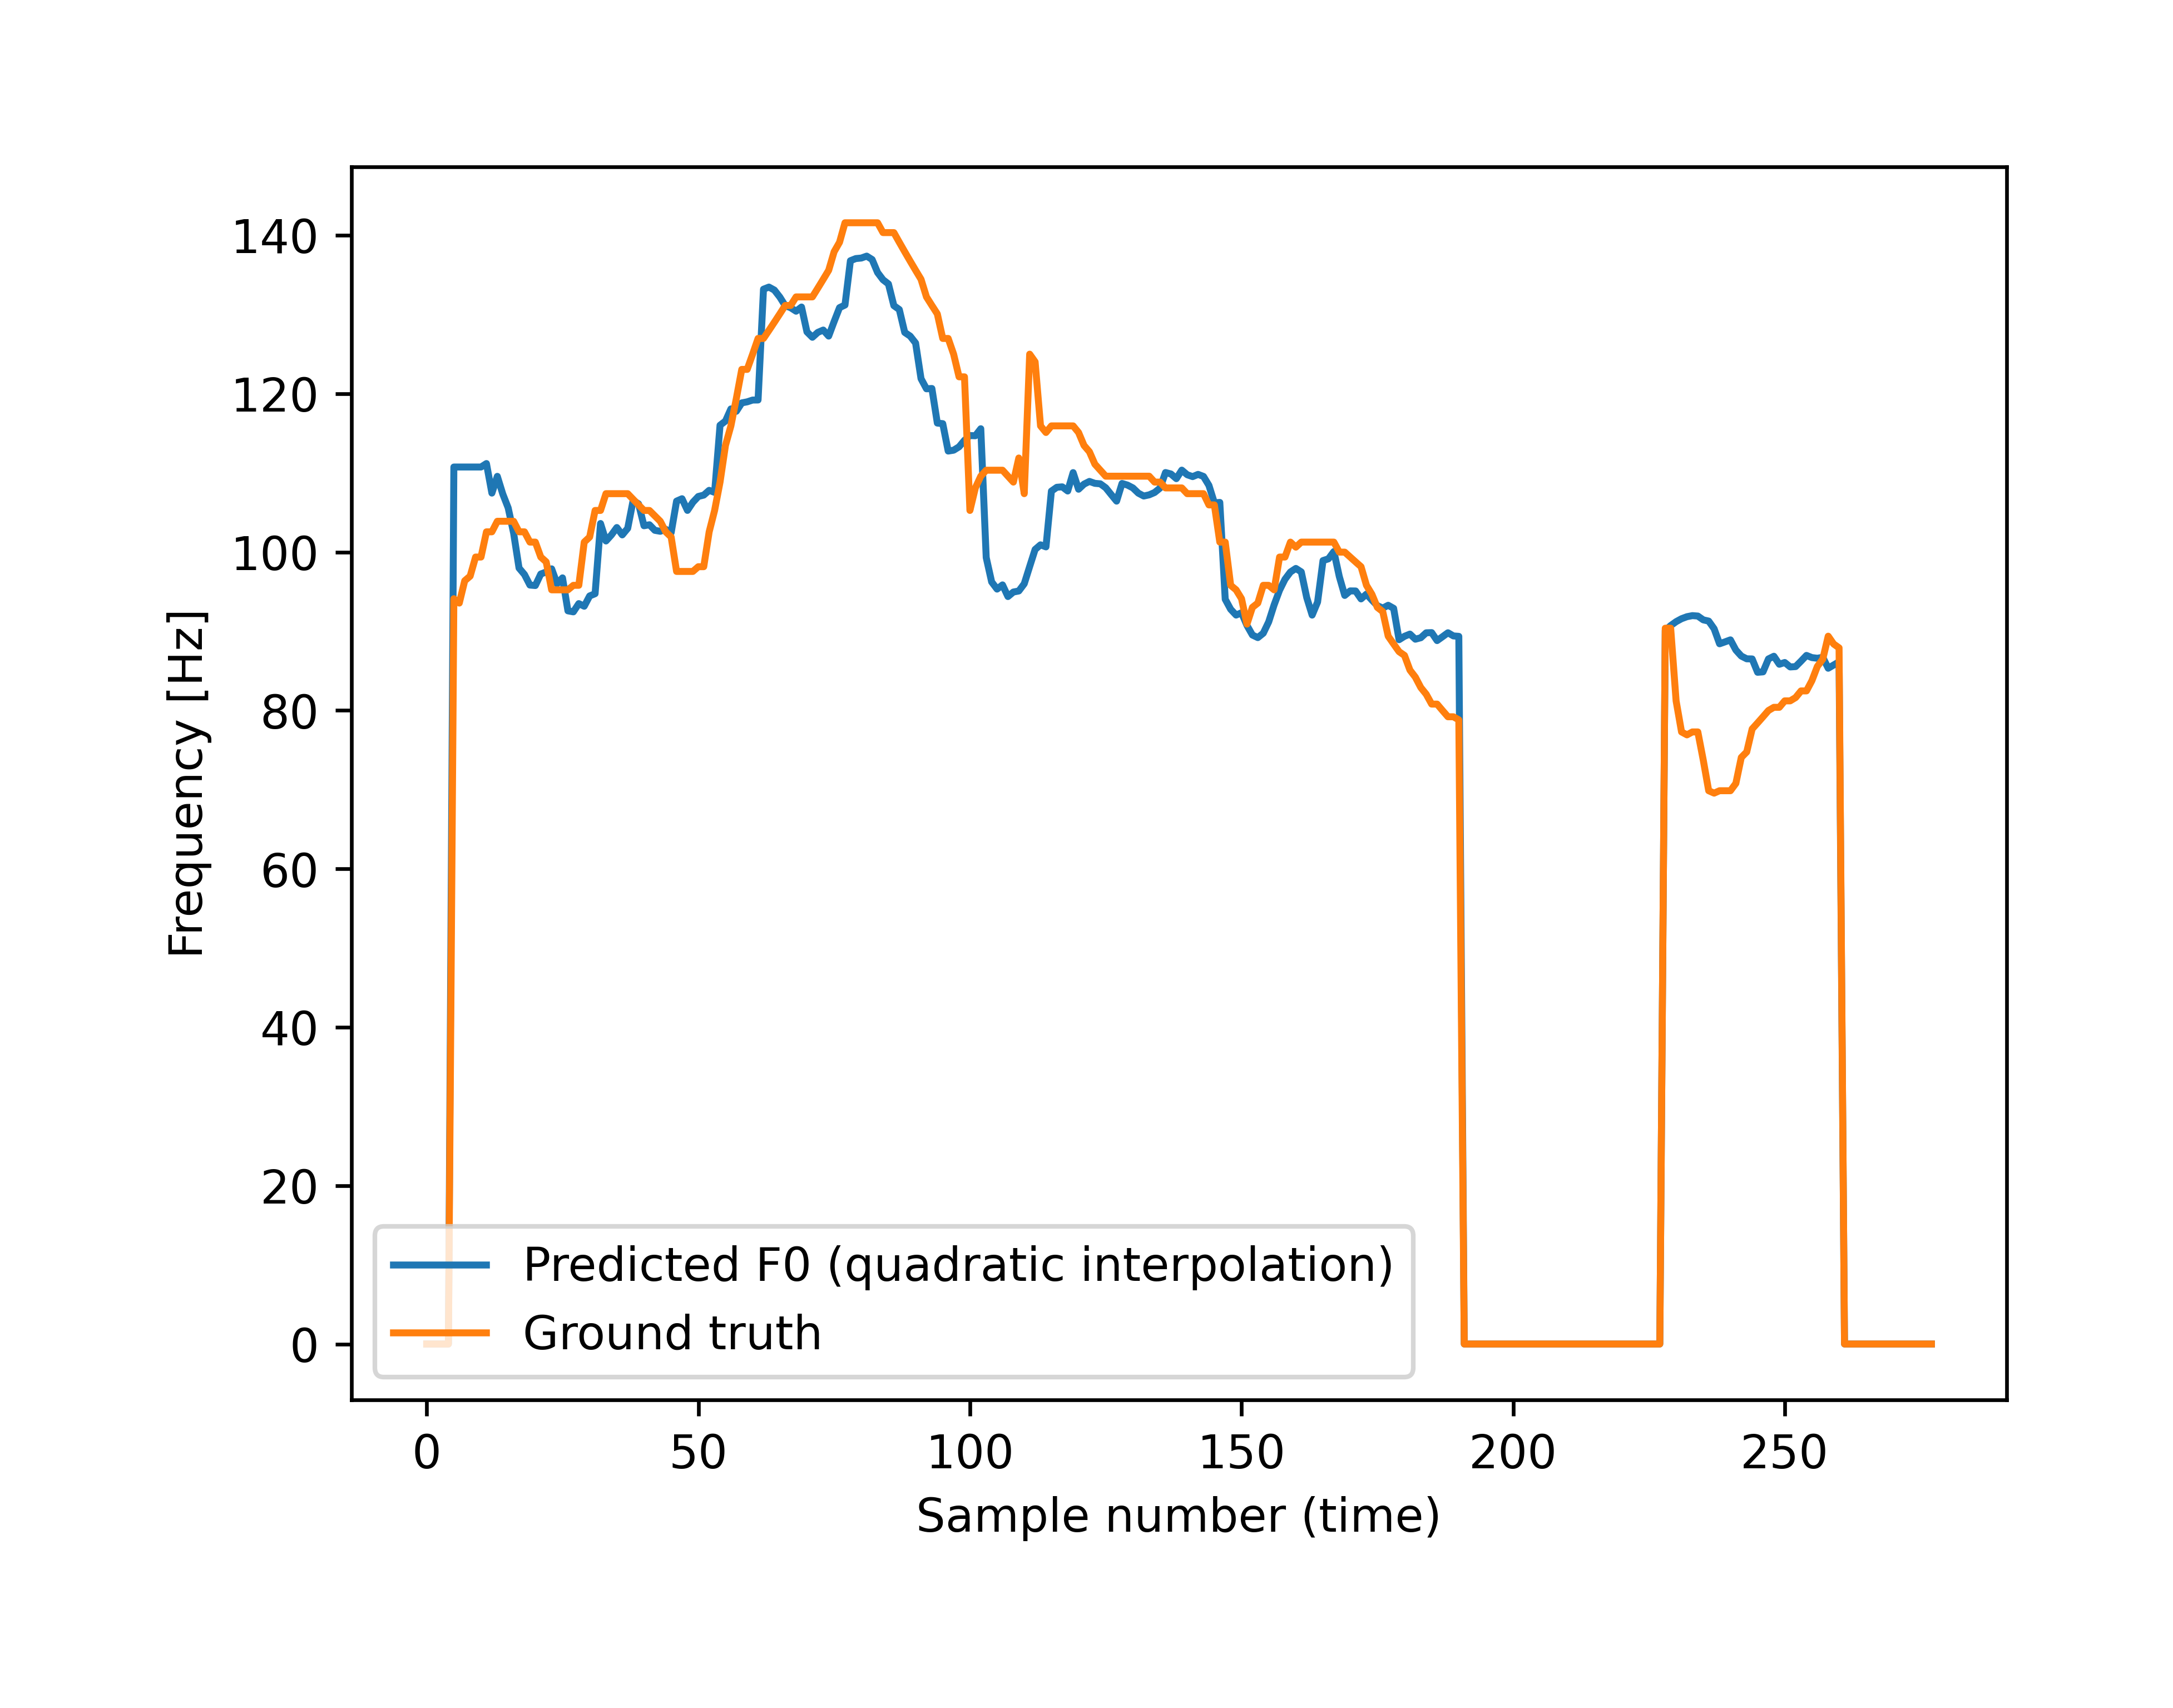 140
120
100
80
60
40
20
0
Frequency [Hz]
Predicted F0 (quadratic interpolation)
Ground truth
0 50 100 150 200 250
Sample number (time)